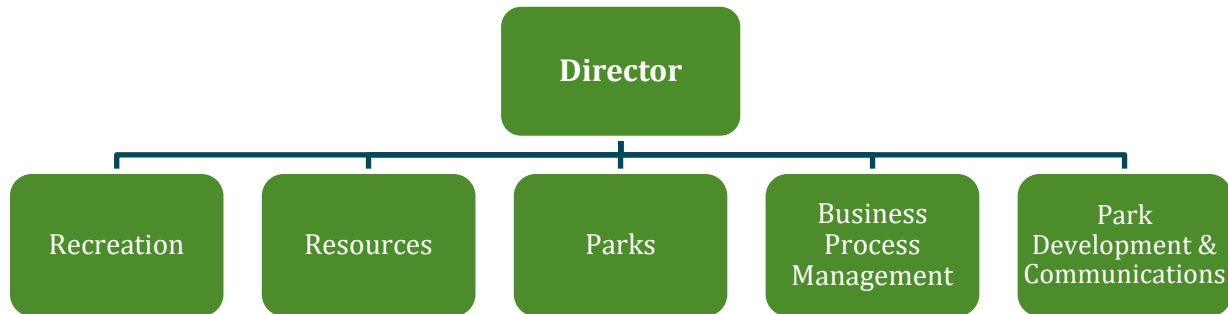 Director
Recreation
Resources
Parks
Business
Process
Management
Park
Development &
Communications